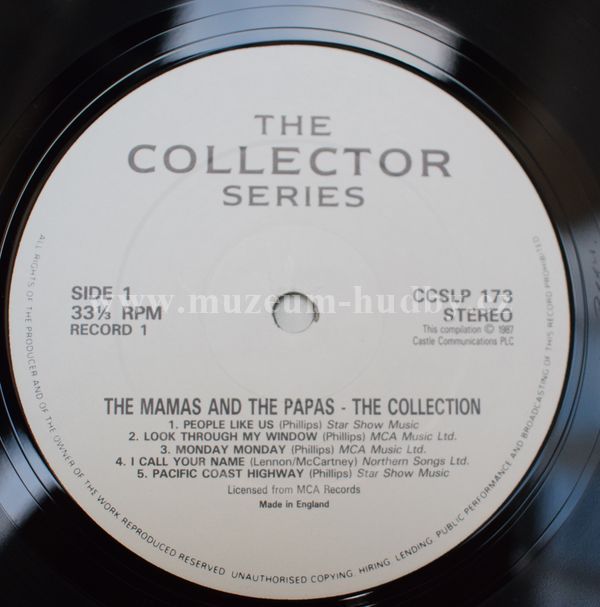 THE
COLLECTOR
SERIES
SIDE 1
33⅓ RPM
RECORD 1
CCSLP 173
STEREO
This compilation © 1987
Castle Communications PLC
www.muzeum-hudby.cz
THE MAMAS AND THE PAPAS - THE COLLECTION
1. PEOPLE LIKE US (Phillips) Star Show Music
2. LOOK THROUGH MY WINDOW (Phillips) MCA Music Ltd.
3. MONDAY MONDAY (Phillips) MCA Music Ltd.
4. I CALL YOUR NAME (Lennon/McCartney) Northern Songs Ltd.
5. PACIFIC COAST HIGHWAY (Phillips) Star Show Music
Licensed from MCA Records
Made in England
ALL RIGHTS OF THE PRODUCER AND OF THE OWNER OF THE WORK REPRODUCED RESERVED. UNAUTHORISED COPYING, HIRING, LENDING, PUBLIC PERFORMANCE AND BROADCASTING OF THIS RECORD PROHIBITED